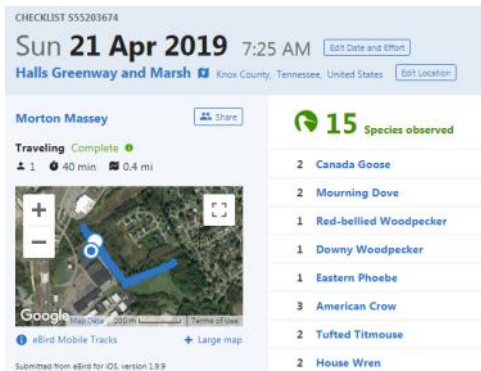 CHECKLIST S55203674
Sun 21 Apr 2019 7:25 AM Edit Date and Effort
Halls Greenway and Marsh Knox County, Tennessee, United States Edit Location
Morton Massey Share
Traveling Complete
1 40 min 0.4 mi
+
−
Google Map Data 200 m Terms of Use
eBird Mobile Tracks + Large map
Submitted from eBird for iOS, version 1.9.9
15 Species observed
2 Canada Goose
2 Mourning Dove
1 Red-bellied Woodpecker
1 Downy Woodpecker
1 Eastern Phoebe
3 American Crow
2 Tufted Titmouse
2 House Wren